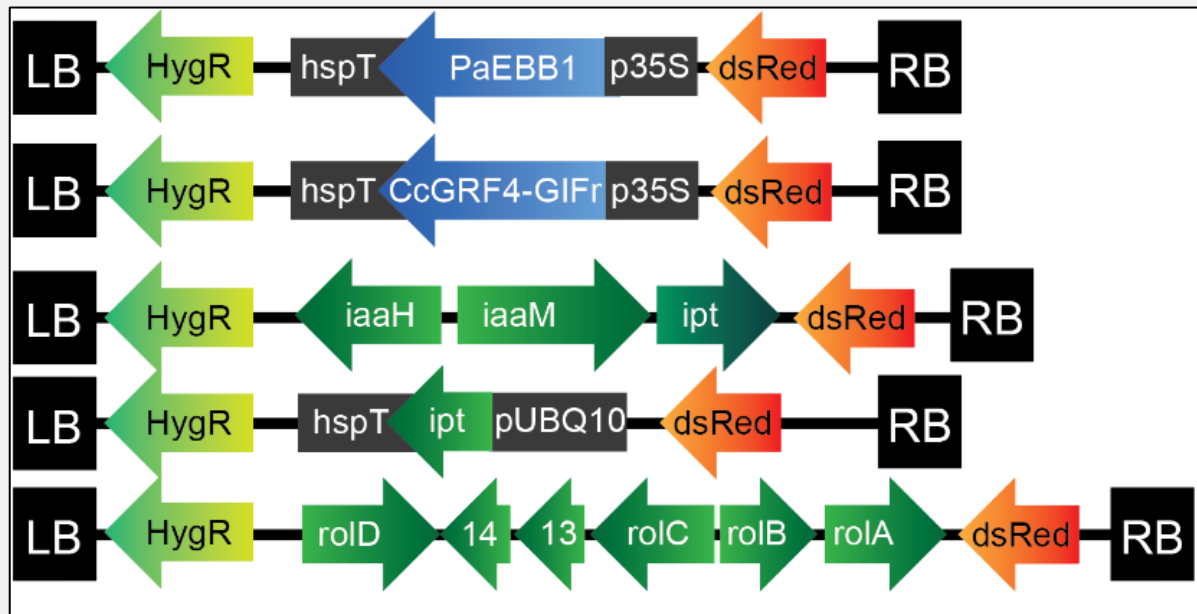 LB HygR hspT PaEBB1 p35S dsRed RB
LB HygR hspT CcGRF4-GIFr p35S dsRed RB
LB HygR iaaH iaaM ipt dsRed RB
LB HygR hspT ipt pUBQ10 dsRed RB
LB HygR rolD 14 13 rolC rolB rolA dsRed RB